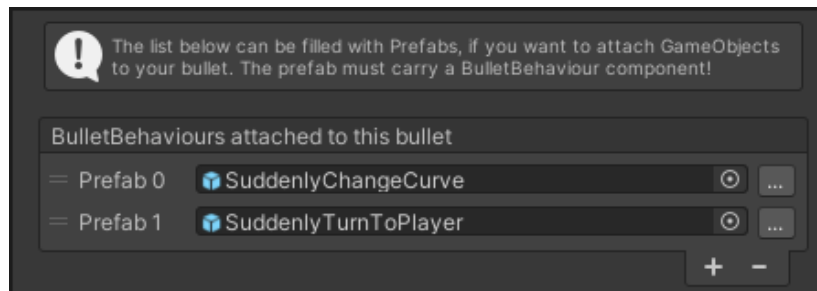 The list below can be filled with Prefabs, if you want to attach GameObjects
to your bullet. The prefab must carry a BulletBehaviour component!
BulletBehaviours attached to this bullet
Prefab 0 SuddenlyChangeCurve ...
Prefab 1 SuddenlyTurnToPlayer ...
+ -